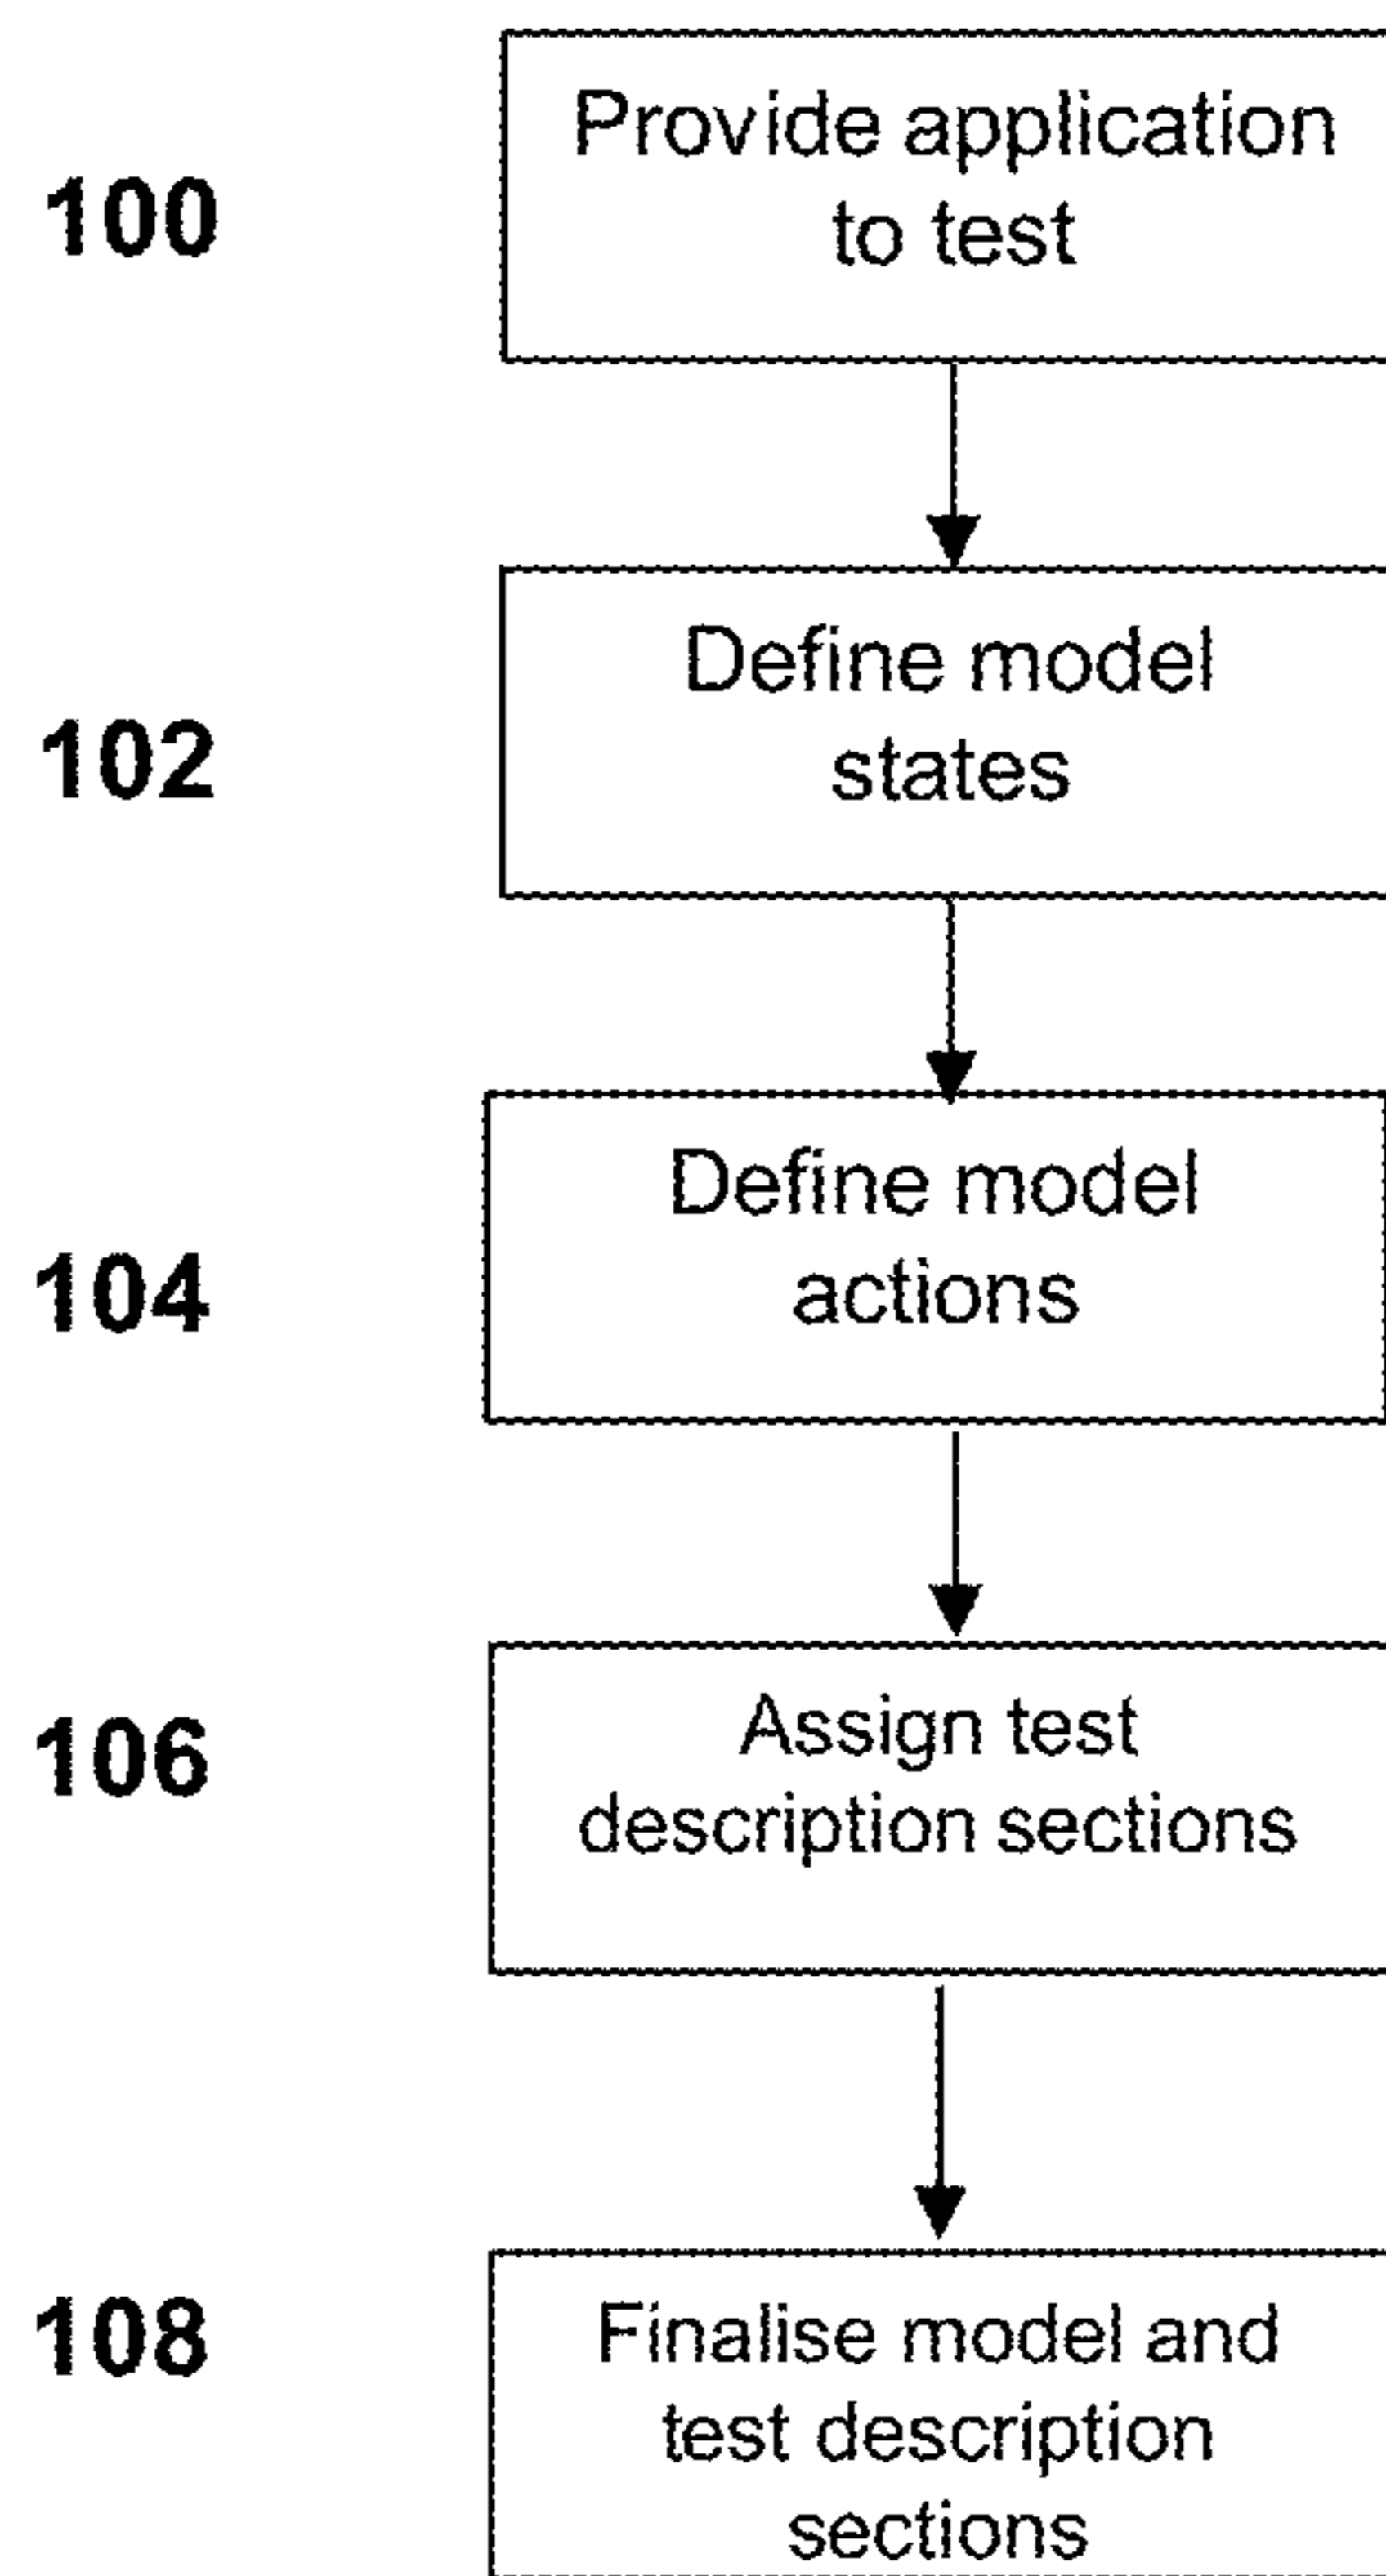 100
Provide application
to test
102
Define model
states
104
Define model
actions
106
Assign test
description sections
108
Finalise model and
test description
sections